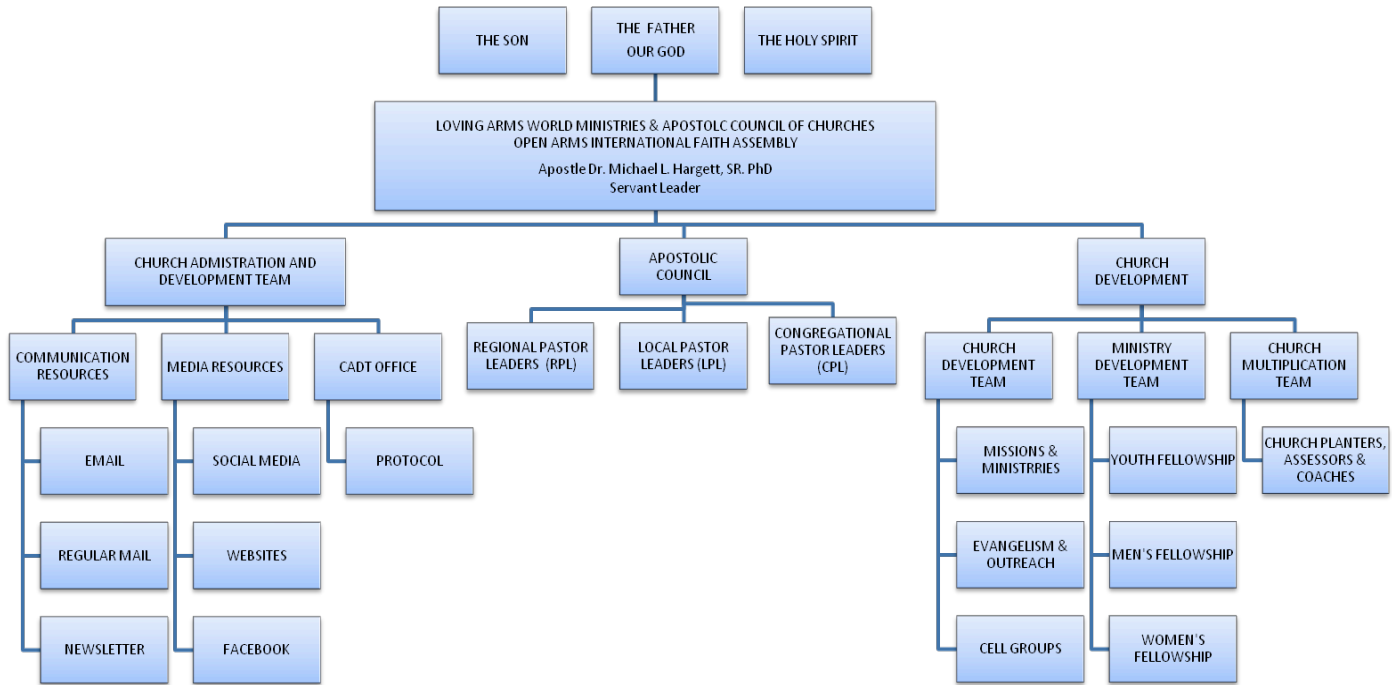 THE SON
THE FATHER
OUR GOD
THE HOLY SPIRIT
LOVING ARMS WORLD MINISTRIES & APOSTOLC COUNCIL OF CHURCHES
OPEN ARMS INTERNATIONAL FAITH ASSEMBLY
Apostle Dr. Michael L. Hargett, SR. PhD
Servant Leader
CHURCH ADMISTRATION AND
DEVELOPMENT TEAM
APOSTOLIC
COUNCIL
CHURCH
DEVELOPMENT
COMMUNICATION
RESOURCES
MEDIA RESOURCES
CADT OFFICE
REGIONAL PASTOR
LEADERS (RPL)
LOCAL PASTOR
LEADERS (LPL)
CONGREGATIONAL
PASTOR LEADERS
(CPL)
CHURCH
DEVELOPMENT
TEAM
MINISTRY
DEVELOPMENT
TEAM
CHURCH
MULTIPLICATION
TEAM
EMAIL
SOCIAL MEDIA
PROTOCOL
MISSIONS &
MINISTRRIES
YOUTH FELLOWSHIP
CHURCH PLANTERS,
ASSESSORS &
COACHES
REGULAR MAIL
WEBSITES
EVANGELISM &
OUTREACH
MEN'S FELLOWSHIP
NEWSLETTER
FACEBOOK
CELL GROUPS
WOMEN'S
FELLOWSHIP